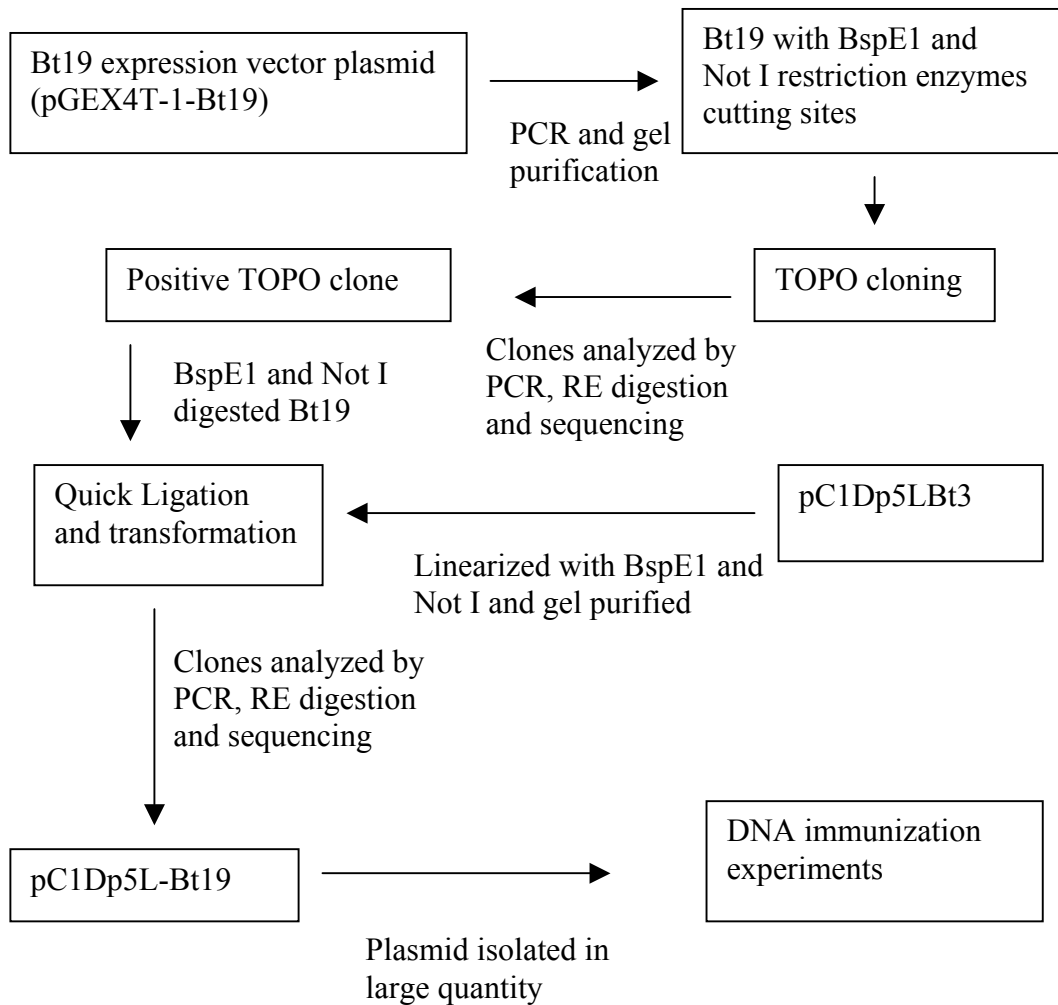 Bt19 expression vector plasmid
(pGEX4T-1-Bt19)
PCR and gel
purification
Bt19 with BspE1 and
Not I restriction enzymes
cutting sites
TOPO cloning
Clones analyzed by
PCR, RE digestion
and sequencing
Positive TOPO clone
BspE1 and Not I
digested Bt19
Quick Ligation
and transformation
pC1Dp5LBt3
Linearized with BspE1 and
Not I and gel purified
Clones analyzed by
PCR, RE digestion
and sequencing
pC1Dp5L-Bt19
Plasmid isolated in
large quantity
DNA immunization
experiments